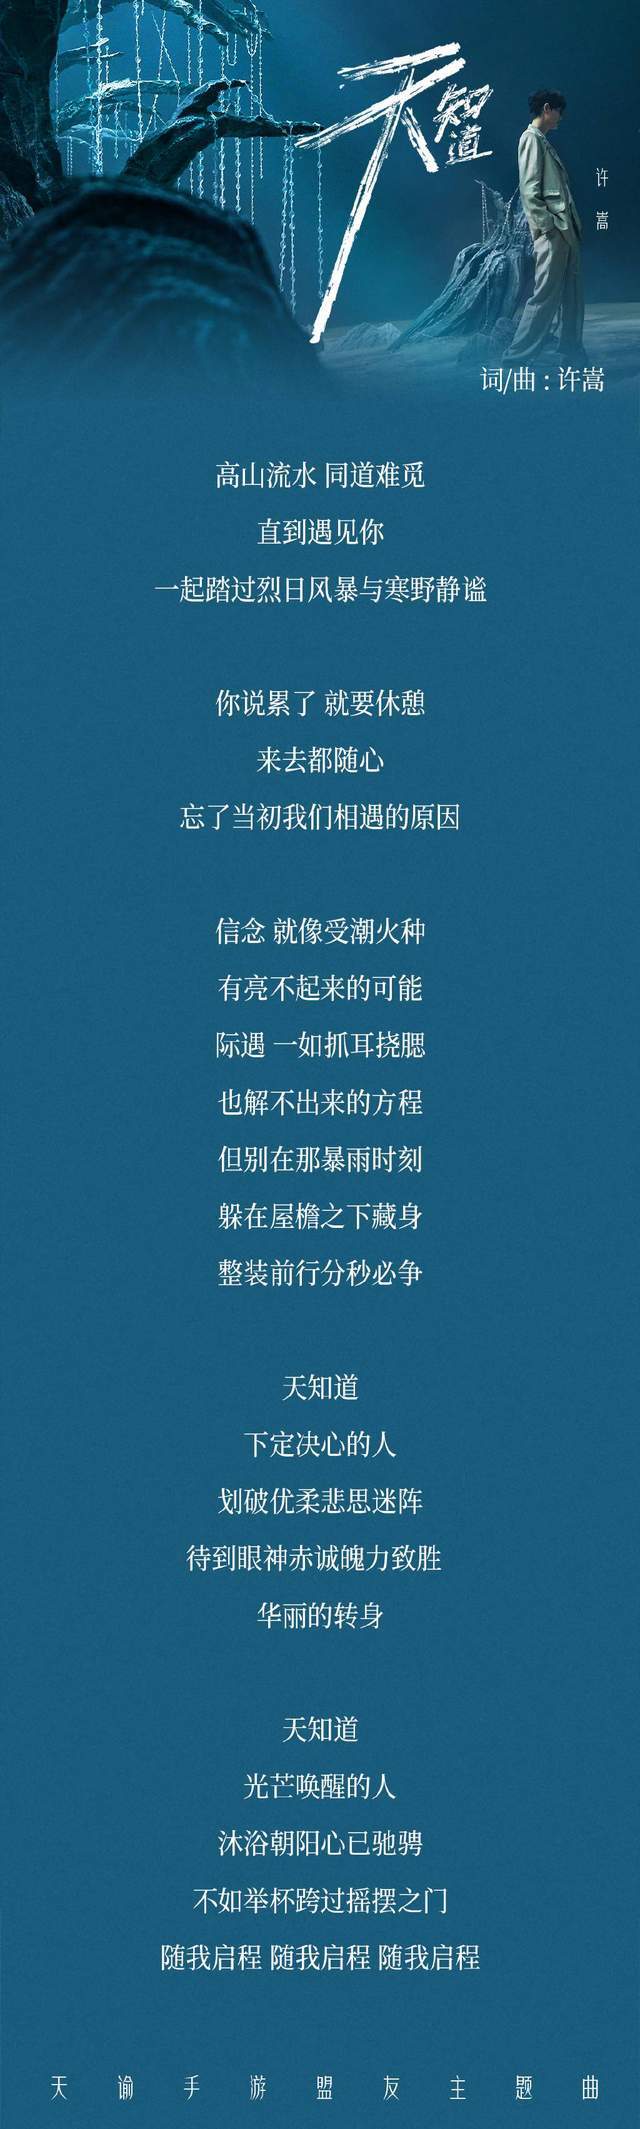 天知道
许嵩
词/曲：许嵩
高山流水 同道难觅
直到遇见你
一起踏过烈日风暴与寒野静谧
你说累了 就要休憩
来去都随心
忘了当初我们相遇的原因
信念 就像受潮火种
有亮不起来的可能
际遇 一如抓耳挠腮
也解不出来的方程
但别在那暴雨时刻
躲在屋檐之下藏身
整装前行分秒必争
天知道
下定决心的人
划破优柔悲思迷阵
待到眼神赤诚魄力致胜
华丽的转身
天知道
光芒唤醒的人
沐浴朝阳心已驰骋
不如举杯跨过摇摆之门
随我启程 随我启程 随我启程
天谕手游盟友主题曲